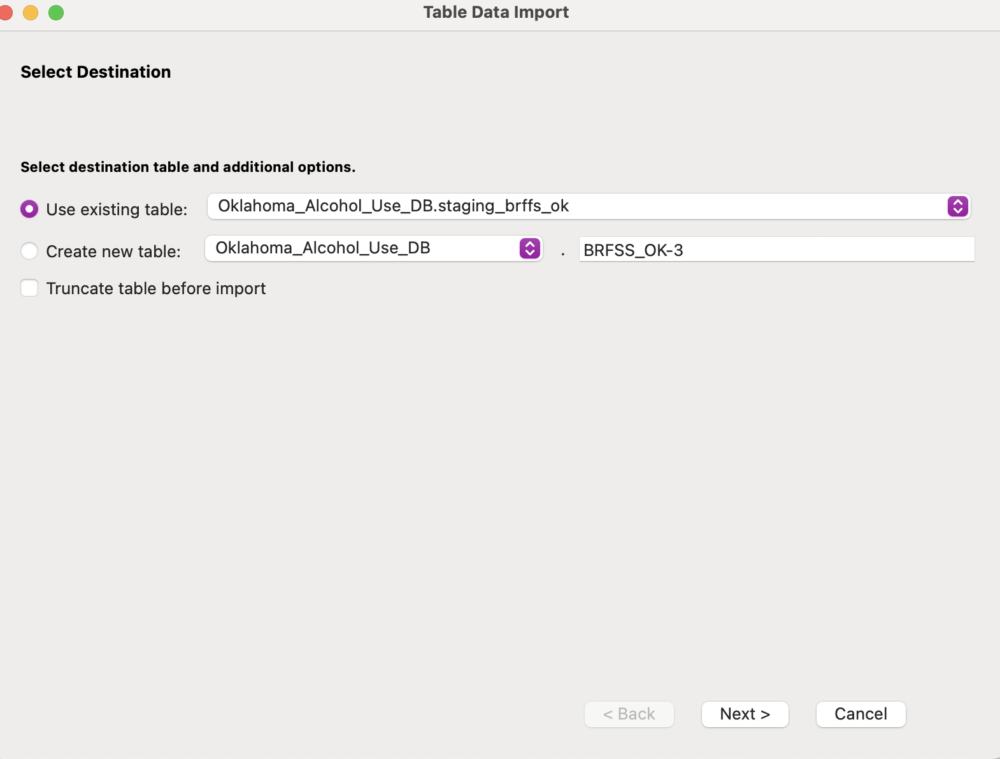 Table Data Import
Select Destination
Select destination table and additional options.
Use existing table: Oklahoma_Alcohol_Use_DB.staging_brffs_ok
Create new table: Oklahoma_Alcohol_Use_DB . BRFSS_OK-3
Truncate table before import
< Back Next > Cancel